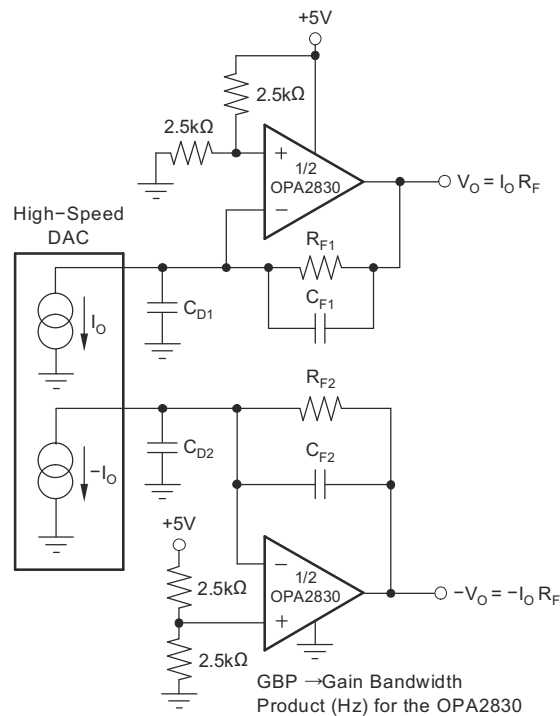 +5V
2.5kΩ
2.5kΩ
+
1/2
OPA2830
−
V_O = I_O R_F
High−Speed
DAC
R_F1
C_F1
C_D1
I_O
R_F2
C_F2
C_D2
−I_O
+5V
2.5kΩ
−
1/2
OPA2830
+
−V_O = −I_O R_F
2.5kΩ
GBP →Gain Bandwidth
Product (Hz) for the OPA2830